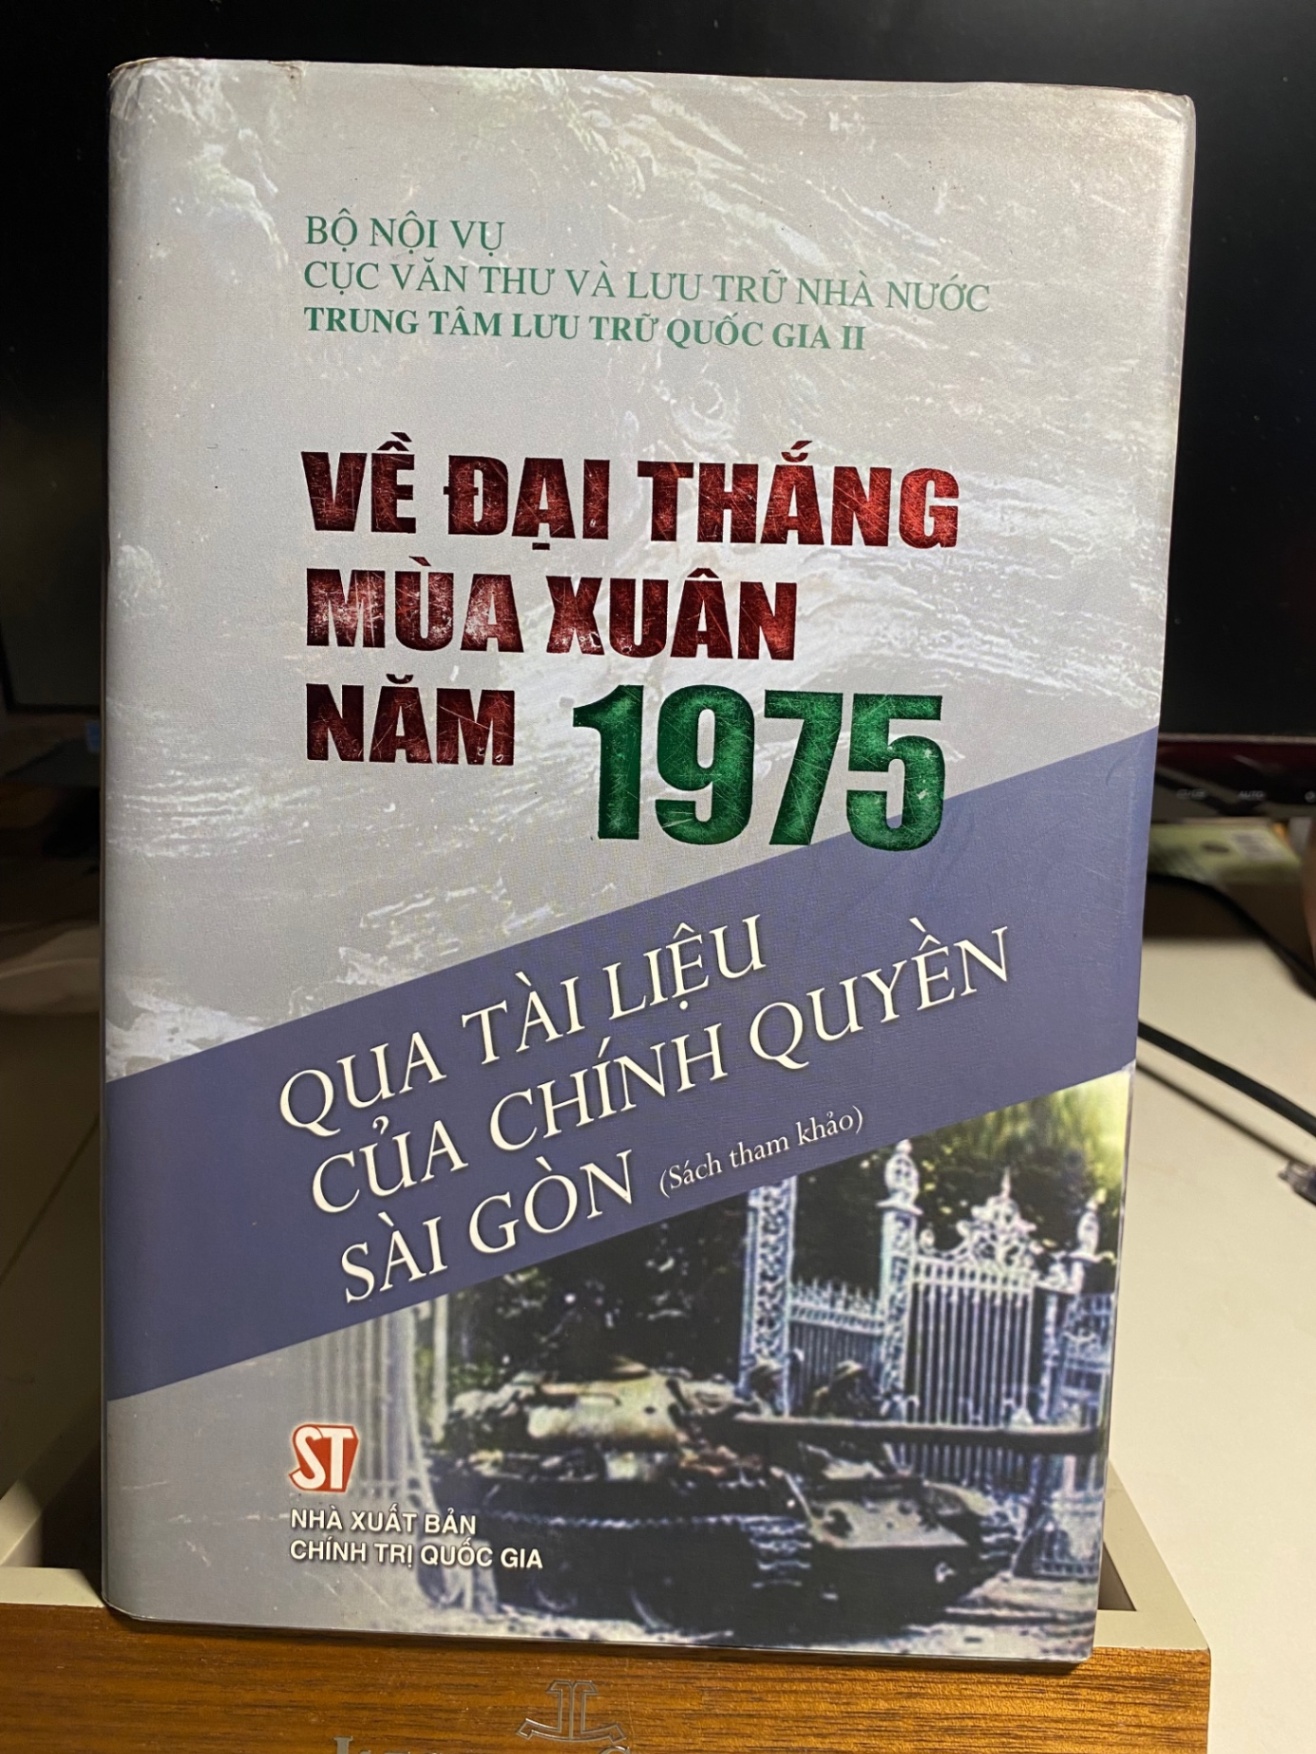 BỘ NỘI VỤ
CỤC VĂN THƯ VÀ LƯU TRỮ NHÀ NƯỚC
TRUNG TÂM LƯU TRỮ QUỐC GIA II
VỀ ĐẠI THẮNG
MÙA XUÂN
NĂM 1975
QUA TÀI LIỆU
CỦA CHÍNH QUYỀN
SÀI GÒN (Sách tham khảo)
ST
NHÀ XUẤT BẢN
CHÍNH TRỊ QUỐC GIA
AUTO